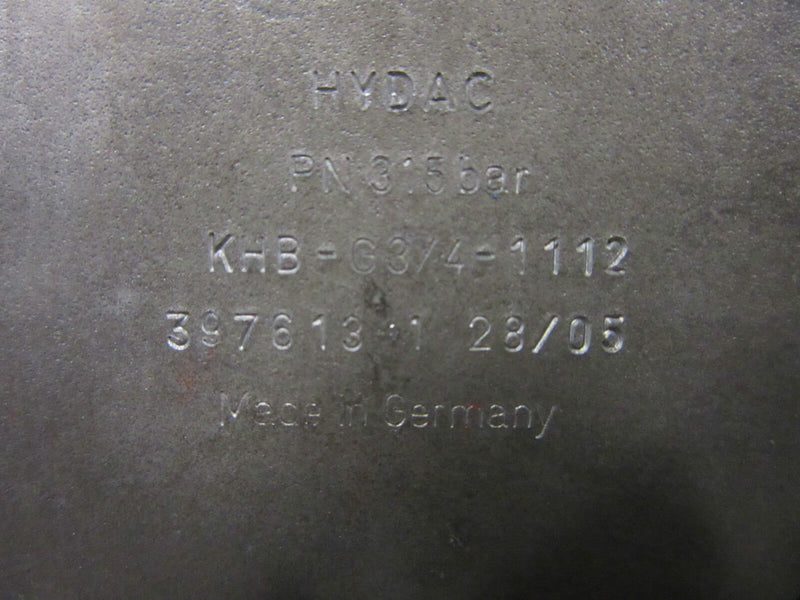 HYDAC
PN 315 bar
KHB-G3/4-1112
397613-1 28/05
Made in Germany